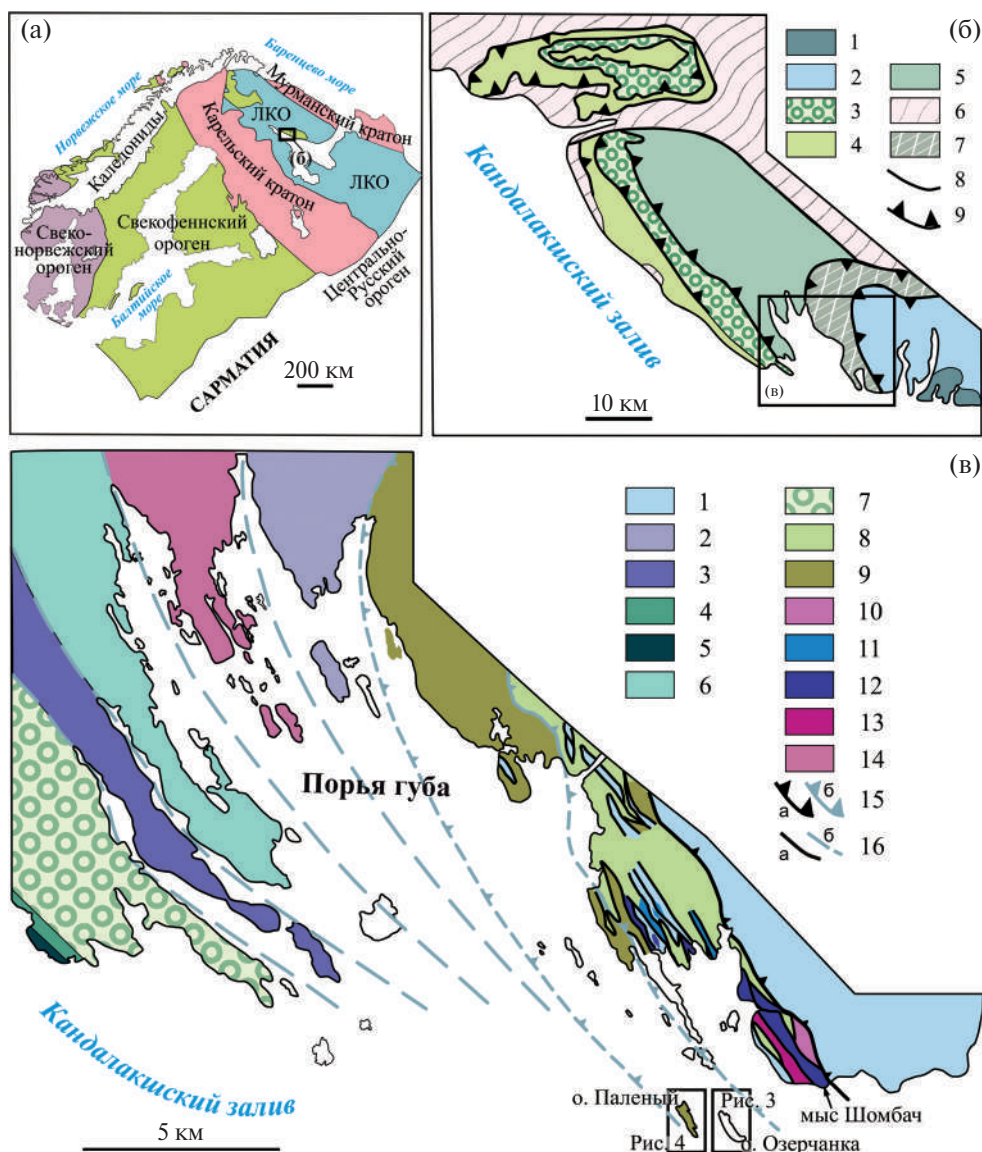 (а)
Норвежское море
Баренцево море
Мурманский кратон
Каледониды
ЛКО
(б)
Карельский кратон
ЛКО
Свекофеннский
ороген
Свеко-
норвежский
ороген
Центрально-
Русский
ороген
Балтийское
море
САРМАТИЯ
200 км
(б)
1
2
3
4
5
6
7
8
9
Кандалакшский залив
(в)
10 км
(в)
1
2
3
4
5
6
7
8
9
10
11
12
13
14
а б 15
а б 16
Порья губа
Кандалакшский залив
5 км
о. Паленый
Рис. 3
Рис. 4
о. Озерчанка
мыс Шомбач